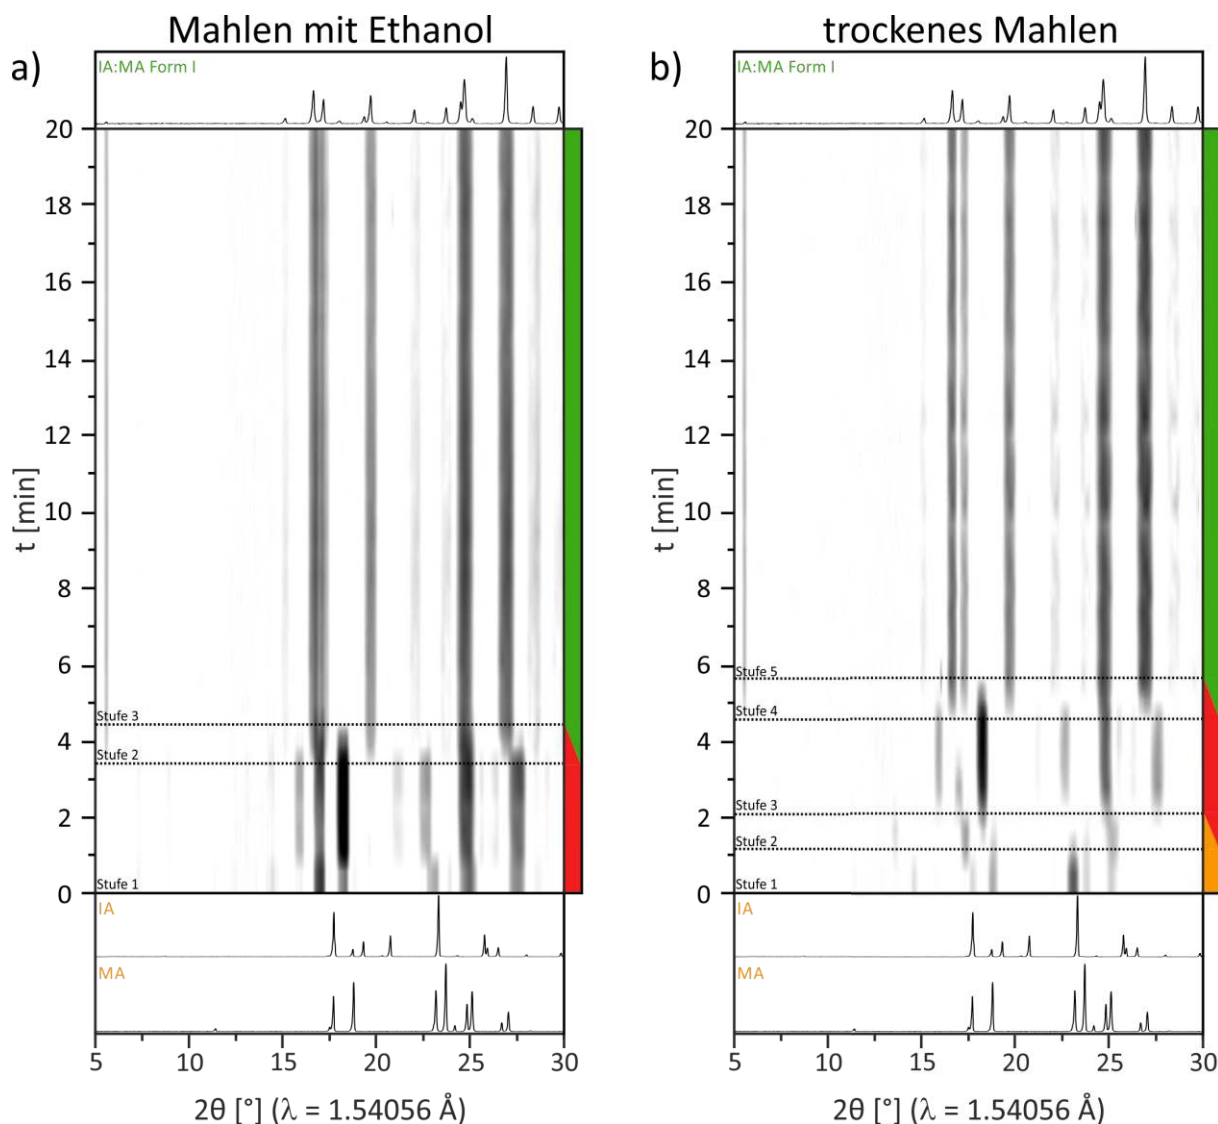 Mahlen mit Ethanol
a)
IA:MA Form I
20
18
16
14
12
10
8
6
4
2
0
t [min]
Stufe 3
Stufe 2
Stufe 1
IA
MA
5 10 15 20 25 30
2θ [°] (λ = 1.54056 Å)
trockenes Mahlen
b)
IA:MA Form I
20
18
16
14
12
10
8
6
4
2
0
t [min]
Stufe 5
Stufe 4
Stufe 3
Stufe 2
Stufe 1
IA
MA
5 10 15 20 25 30
2θ [°] (λ = 1.54056 Å)